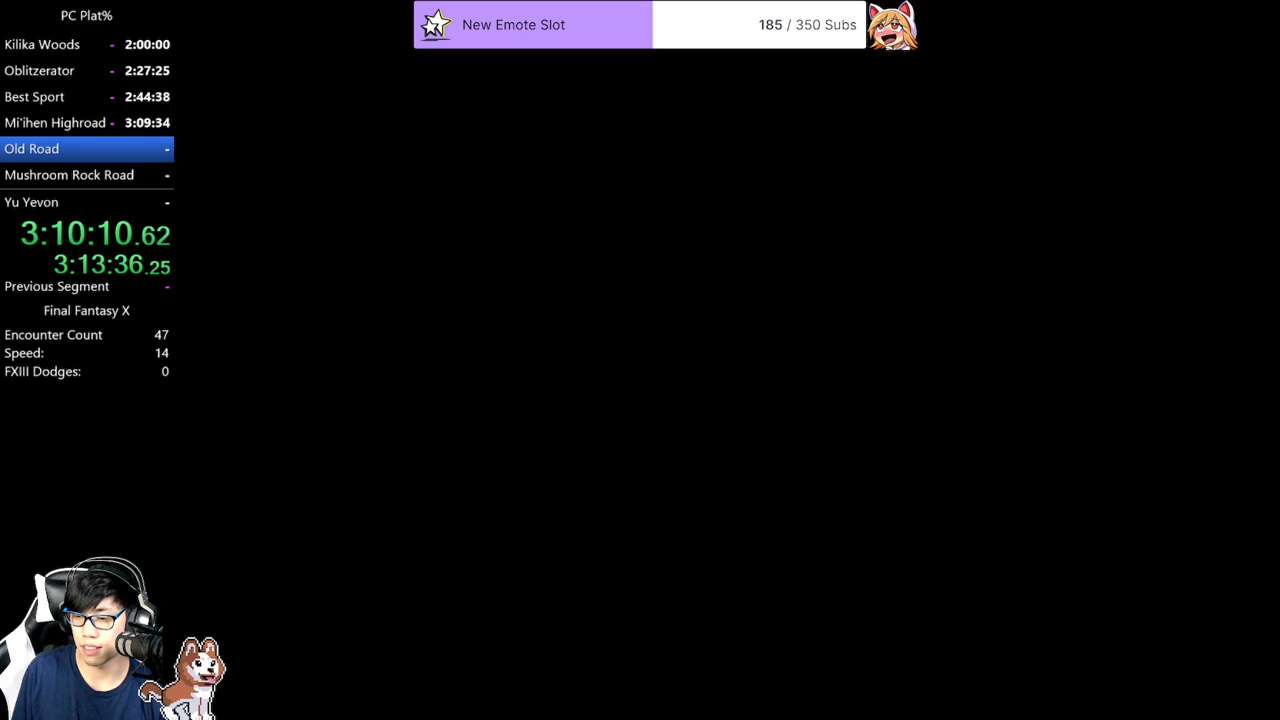 PC Plat%
New Emote Slot 185 / 350 Subs
Kilika Woods - 2:00:00
Oblitzerator - 2:27:25
Best Sport - 2:44:38
Mi'ihen Highroad - 3:09:34
Old Road -
Mushroom Rock Road -
Yu Yevon -
3:10:10.62
3:13:36.25
Previous Segment -
Final Fantasy X
Encounter Count 47
Speed: 14
FXIII Dodges: 0